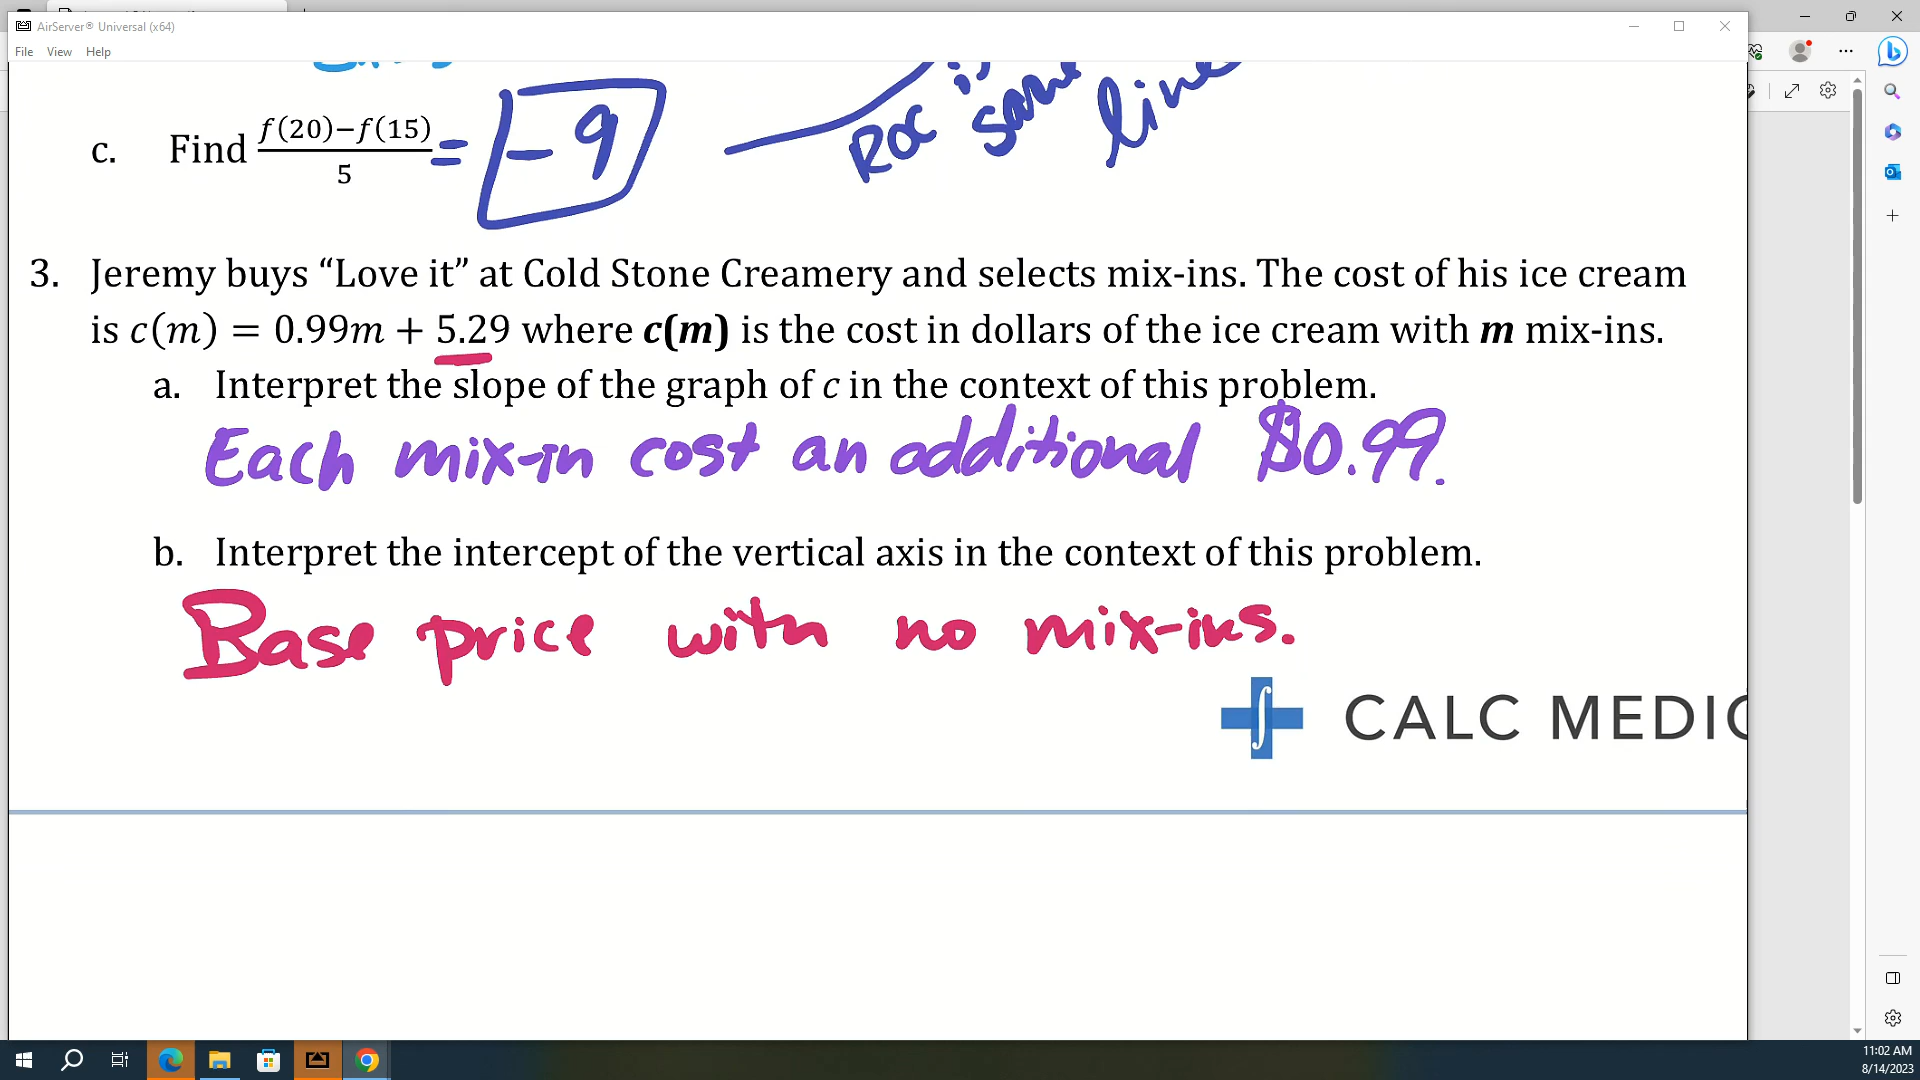 AirServer® Universal (x64)
File View Help
ROC is
same
line
c. Find f(20)−f(15) / 5 = −9
3. Jeremy buys “Love it” at Cold Stone Creamery and selects mix-ins. The cost of his ice cream
is c(m) = 0.99m + 5.29 where c(m) is the cost in dollars of the ice cream with m mix-ins.
a. Interpret the slope of the graph of c in the context of this problem.
Each mix-in cost an additional $0.99.
b. Interpret the intercept of the vertical axis in the context of this problem.
Base price with no mix-ins.
CALC MEDIC
11:02 AM
8/14/2023